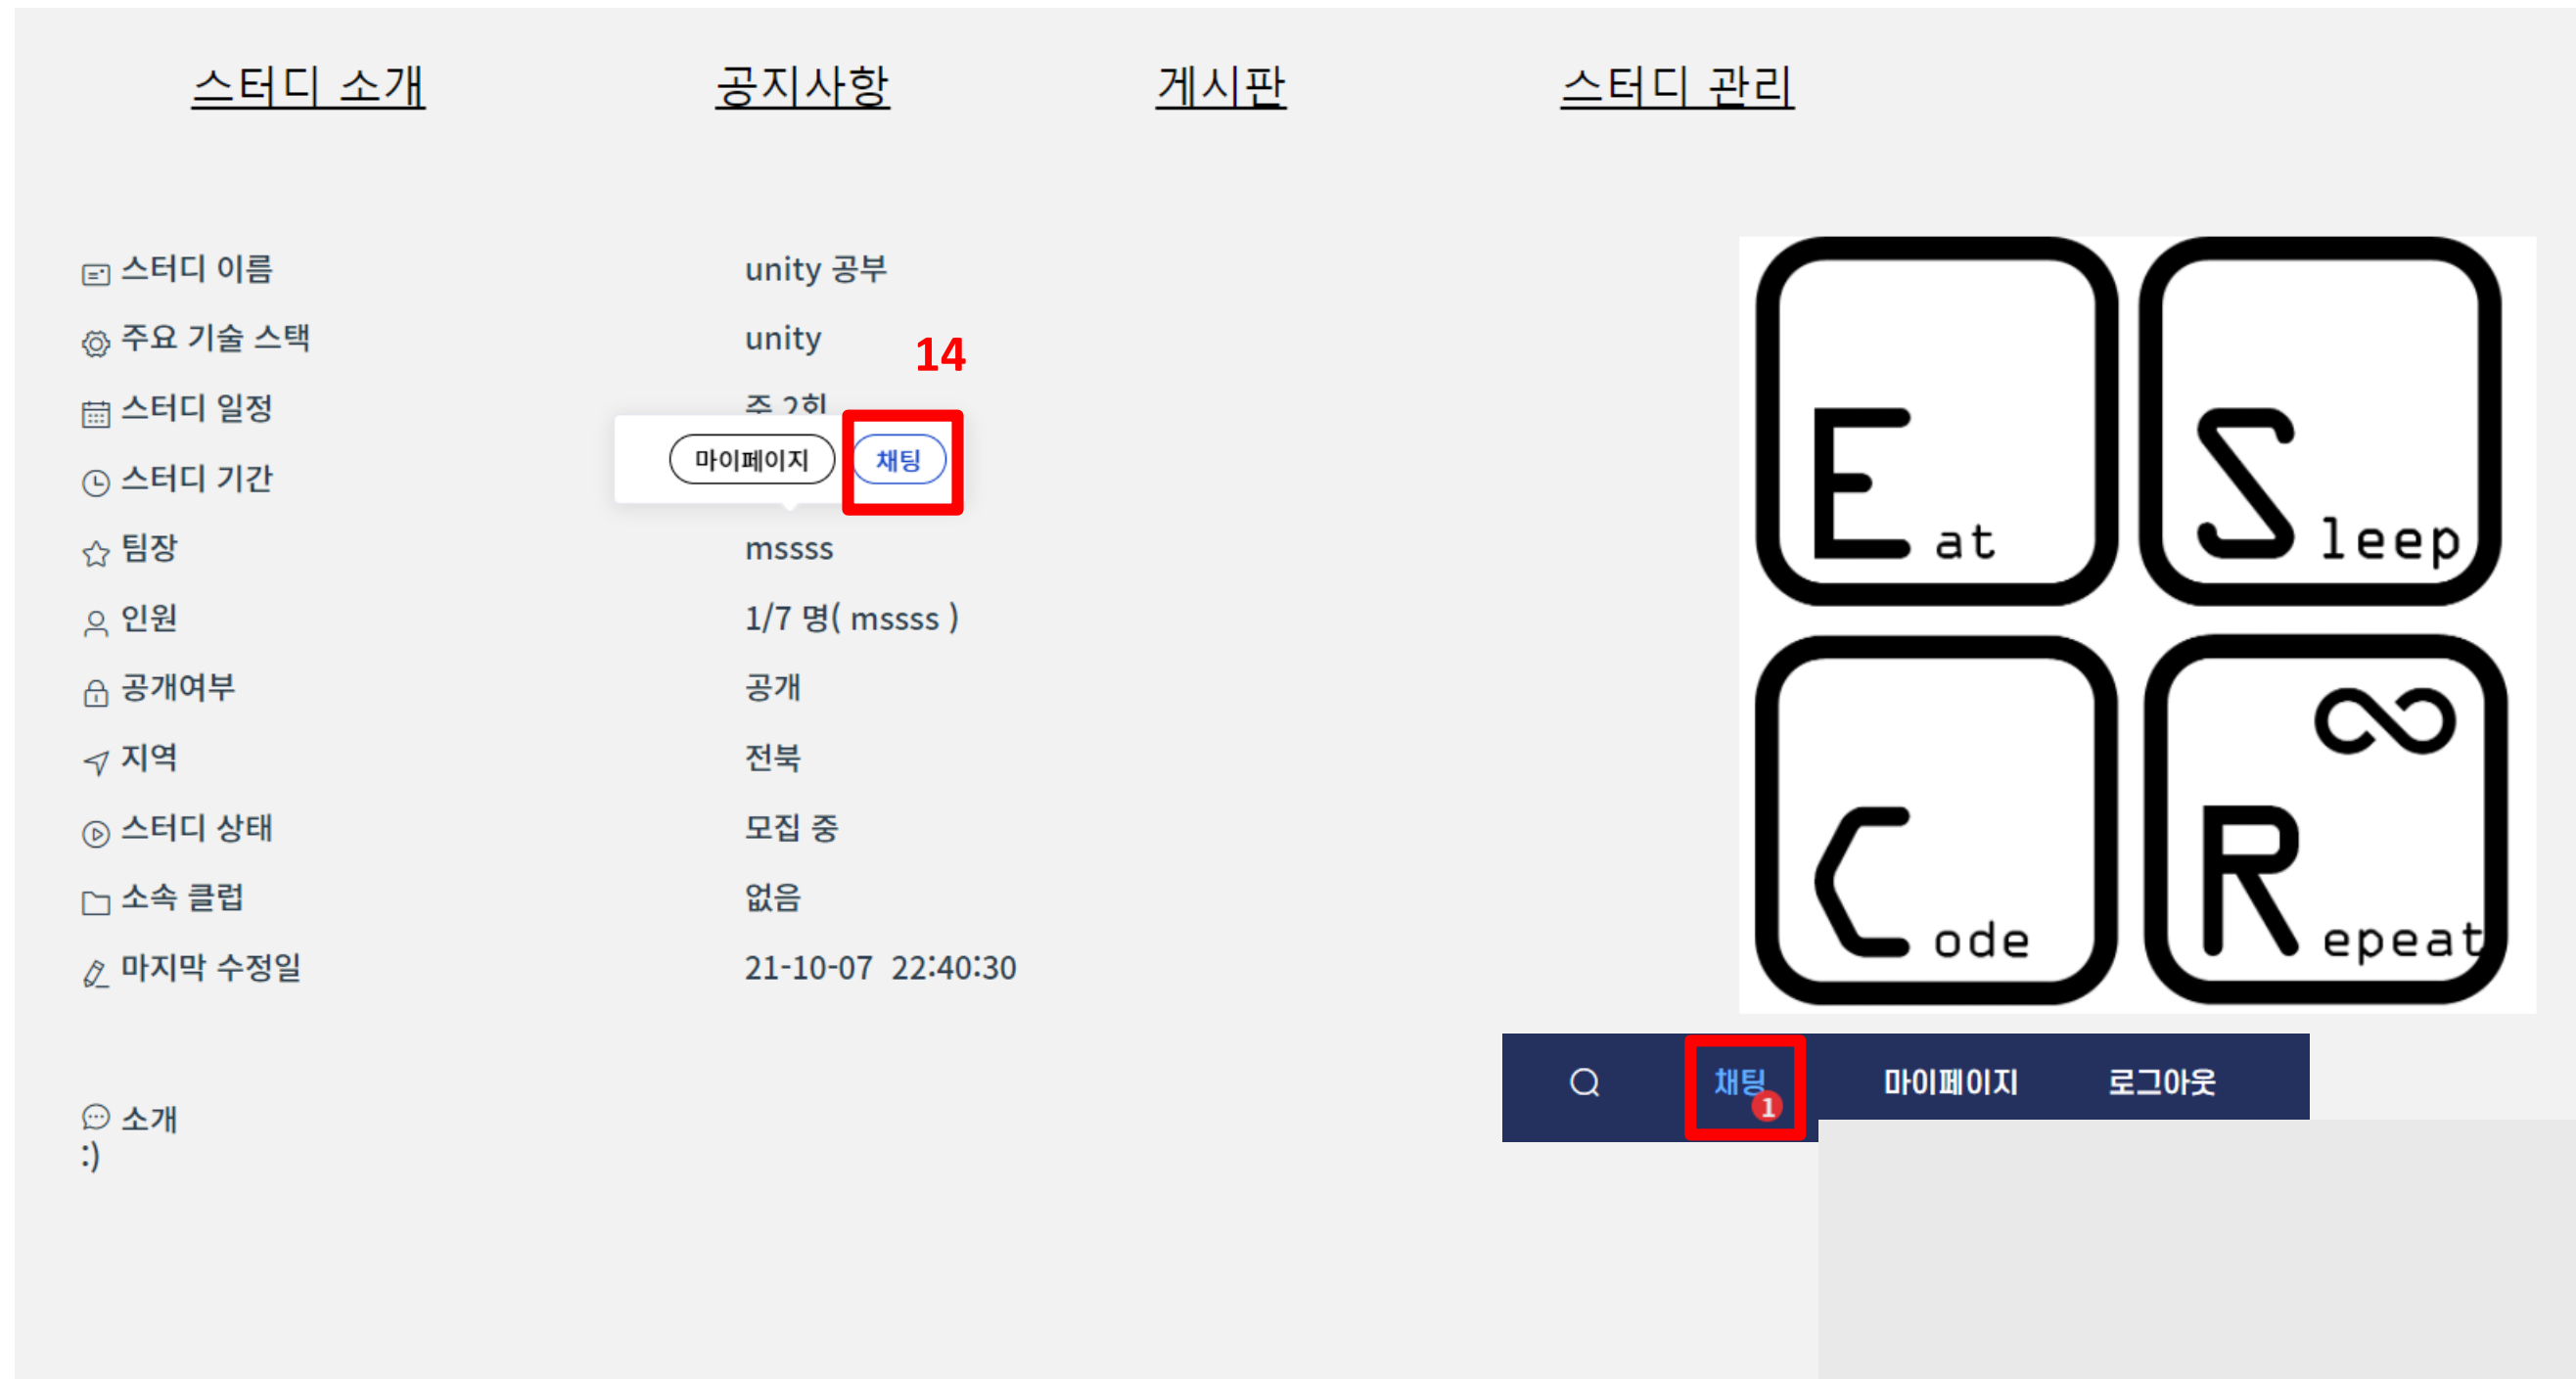 스터디 소개 공지사항 게시판 스터디 관리
스터디 이름 unity 공부
주요 기술 스택 unity
14
스터디 일정 주 2회
마이페이지 채팅
스터디 기간
팀장 mssss
인원 1/7 명( mssss )
공개여부 공개
지역 전북
스터디 상태 모집 중
소속 클럽 없음
마지막 수정일 21-10-07 22:40:30
소개
:)
Eat Sleep
Code Repeat
채팅 1 마이페이지 로그아웃